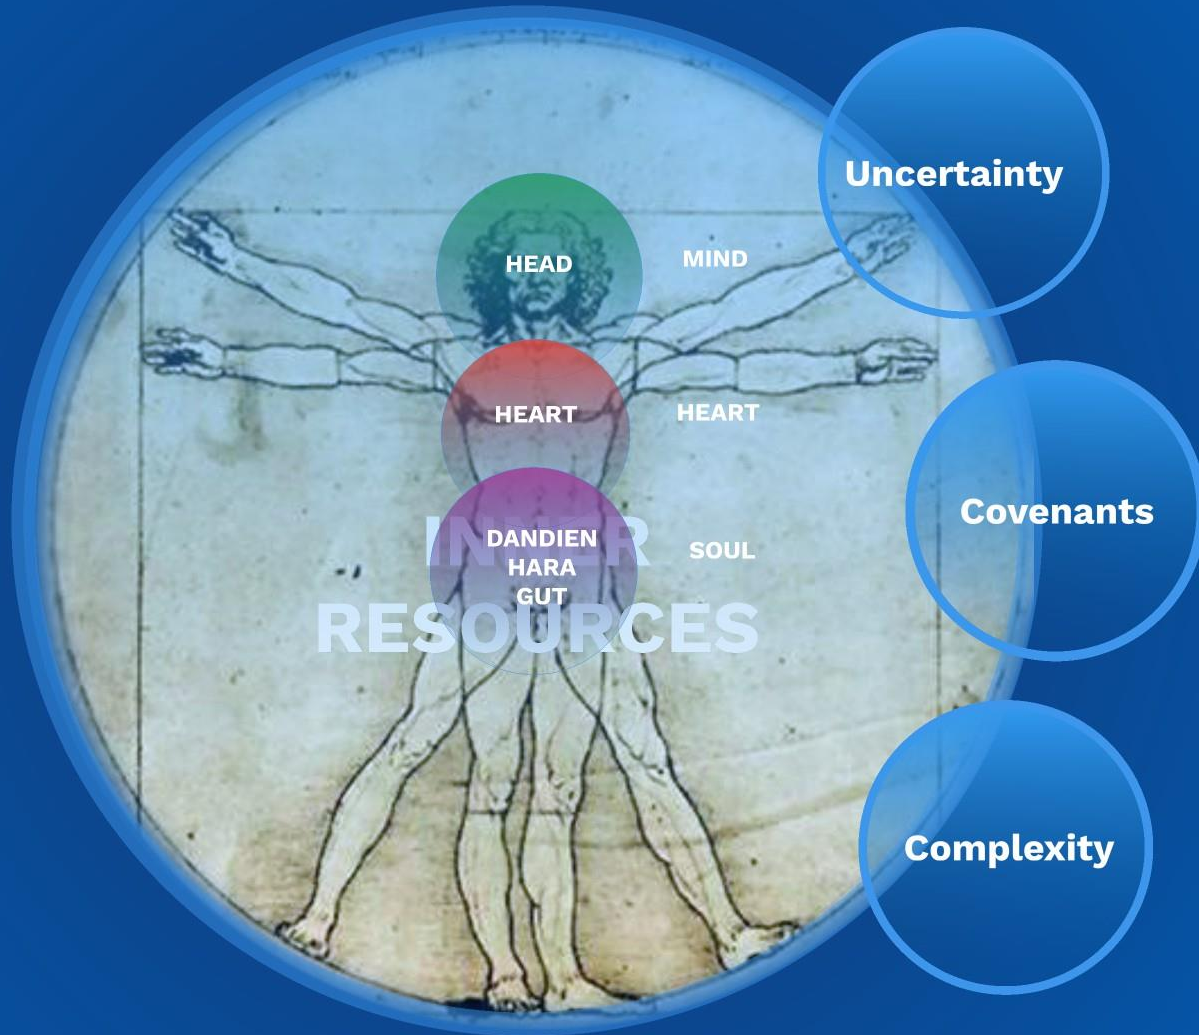 Uncertainty
HEAD
MIND
HEART
HEART
Covenants
INNER
DANDIEN
HARA
GUT
SOUL
RESOURCES
Complexity